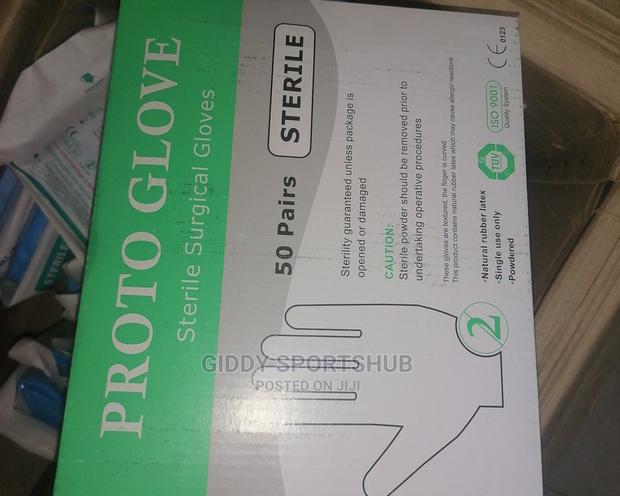 PROTO GLOVE
Sterile Surgical Gloves
50 Pairs
STERILE
Sterility guaranteed unless package is
opened or damaged
CAUTION:
Sterile powder should be removed prior to
undertaking operative procedures
These gloves are textured, the finger is curved
This product contains natural rubber latex which may cause allergic reactions
·Natural rubber latex
·Single use only
·Powdered
2
TUV
ISO 9001
Quality System
CE 0123
STERILE
GIDDY SPORTSHUB
POSTED ON JIJI